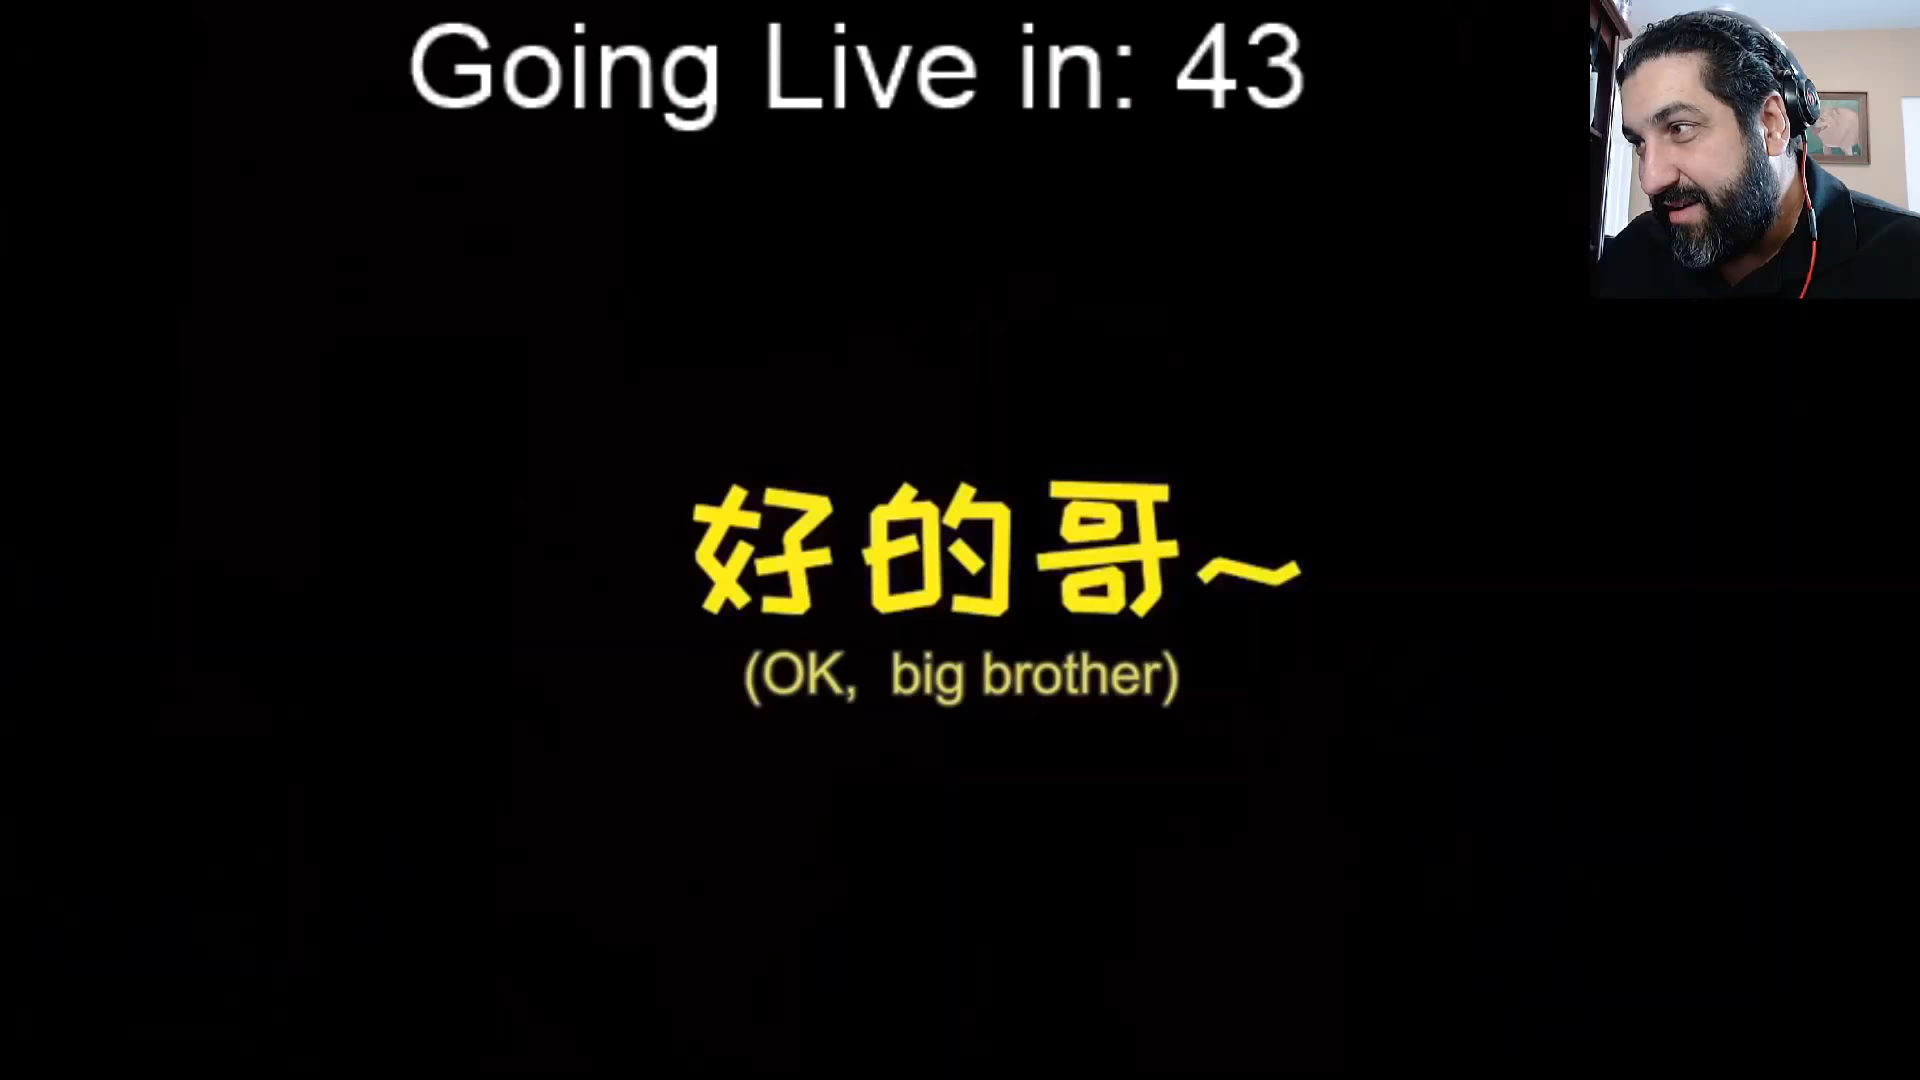 Going Live in: 43
好的哥~
(OK, big brother)